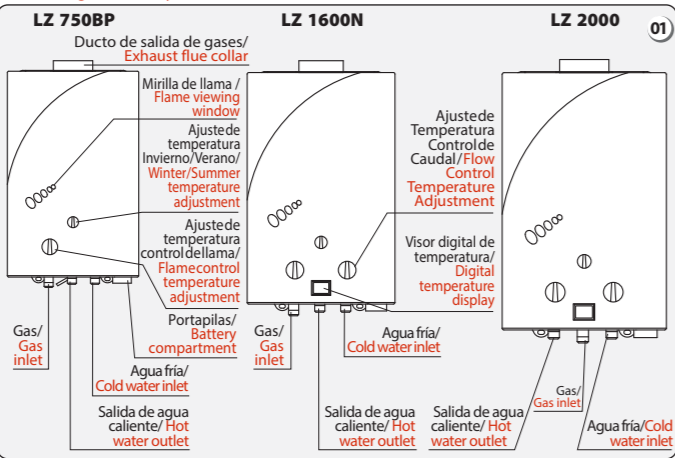 LZ 750BP
LZ 1600N
LZ 2000
01
Ducto de salida de gases/
Exhaust flue collar
Mirilla de llama /
Flame viewing
window
Ajuste de
temperatura
Invierno/Verano/
Winter/Summer
temperature
adjustment
Ajuste de
temperatura
control de llama/
Flame control
temperature
adjustment
Portapilas/
Battery
compartment
Gas/
Gas
inlet
Agua fría/
Cold water inlet
Salida de agua
caliente/ Hot
water outlet
Ajuste de
Temperatura
Control de
Caudal/Flow
Control
Temperature
Adjustment
Visor digital de
temperatura/
Digital
temperature
display
Gas/
Gas
inlet
Agua fría/
Cold water inlet
Salida de agua
caliente/ Hot
water outlet
Salida de agua
caliente/ Hot
water outlet
Gas/
Gas inlet
Agua fría/Cold
water inlet